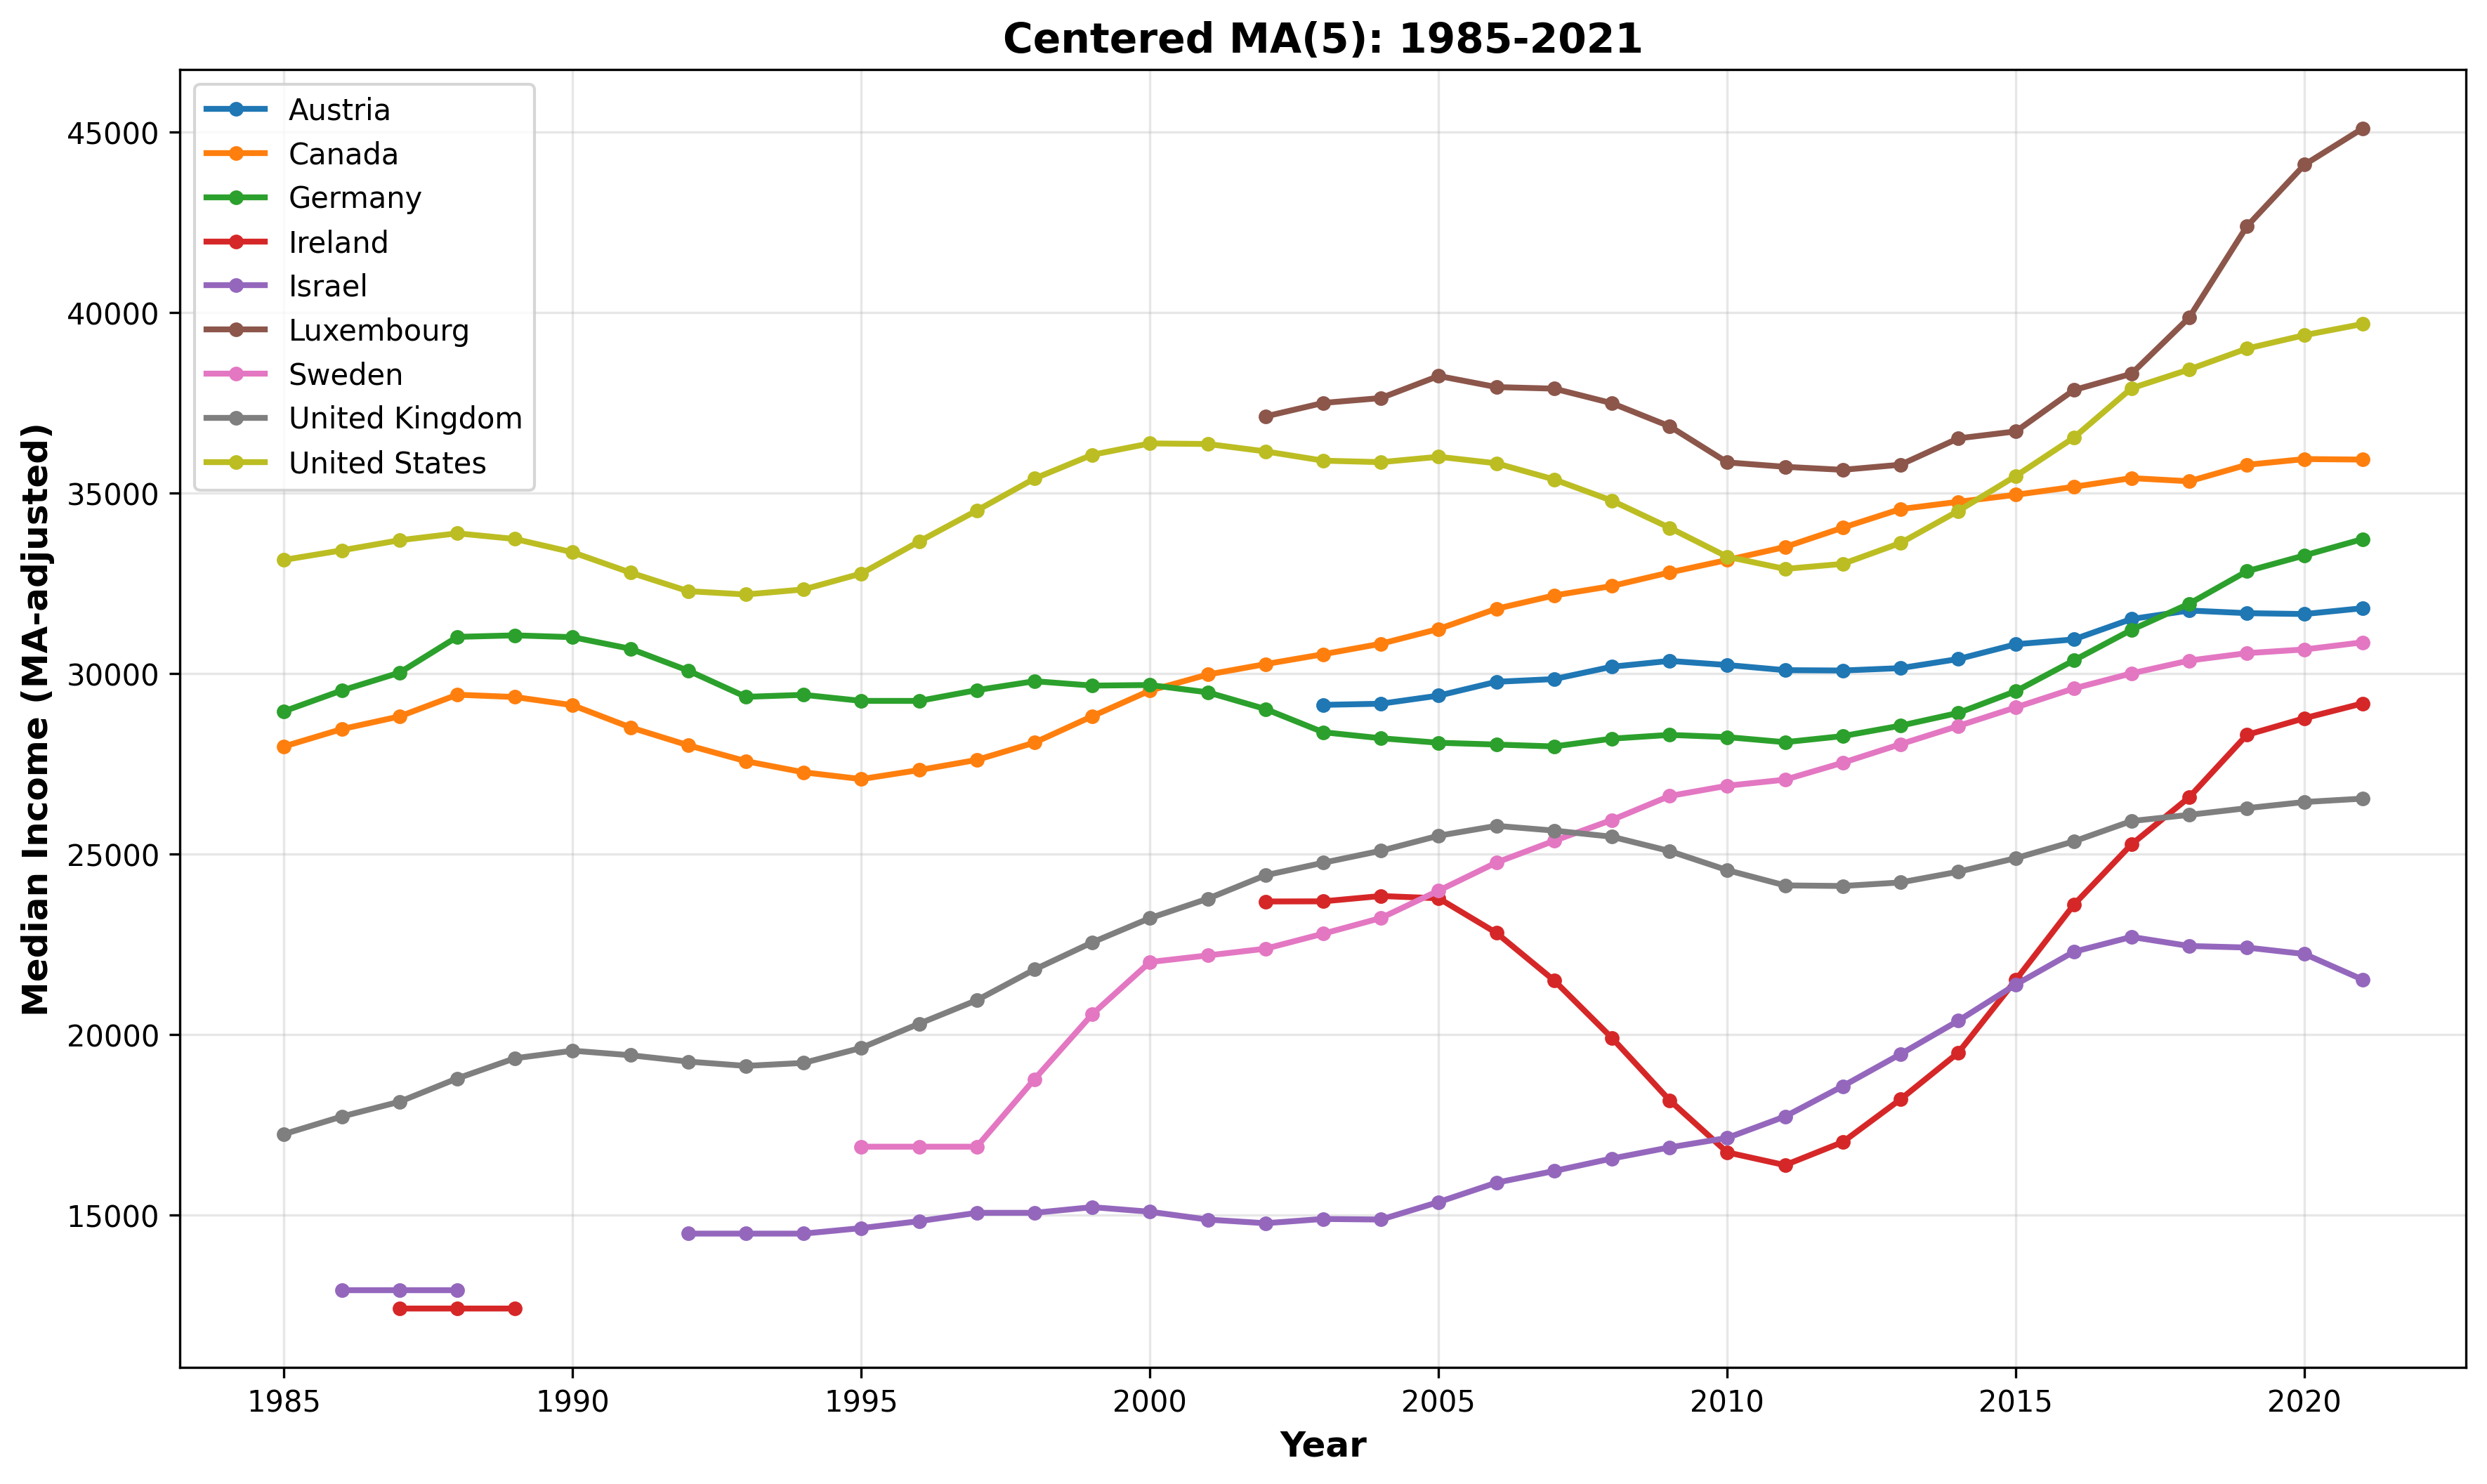 Centered MA(5): 1985-2021
Austria
Canada
Germany
Ireland
Israel
Luxembourg
Sweden
United Kingdom
United States
Median Income (MA-adjusted)
45000
40000
35000
30000
25000
20000
15000
1985
1990
1995
2000
2005
2010
2015
2020
Year